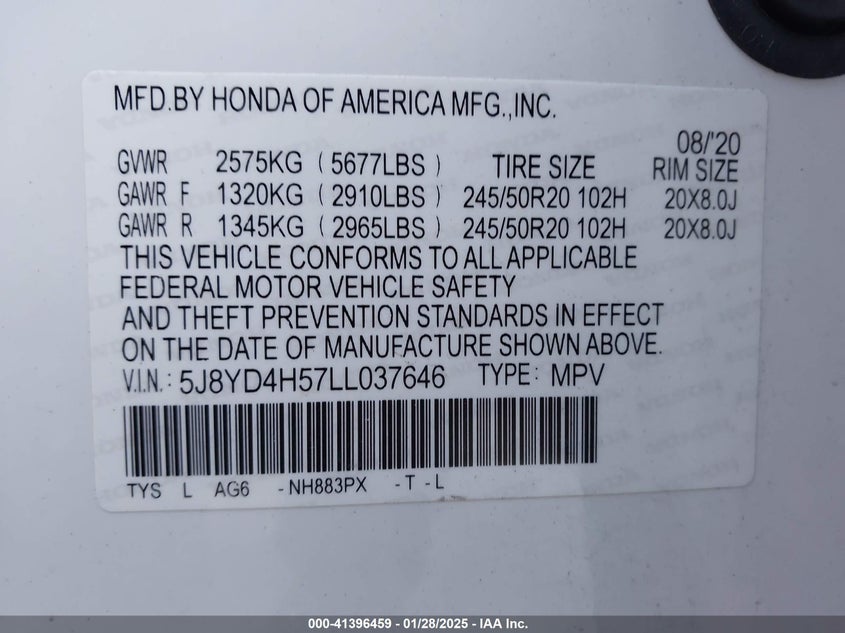 MFD.BY HONDA OF AMERICA MFG.,INC.
08/'20
GVWR 2575KG ( 5677LBS ) TIRE SIZE RIM SIZE
GAWR F 1320KG ( 2910LBS ) 245/50R20 102H 20X8.0J
GAWR R 1345KG ( 2965LBS ) 245/50R20 102H 20X8.0J
THIS VEHICLE CONFORMS TO ALL APPLICABLE
FEDERAL MOTOR VEHICLE SAFETY
AND THEFT PREVENTION STANDARDS IN EFFECT
ON THE DATE OF MANUFACTURE SHOWN ABOVE.
V.I.N.: 5J8YD4H57LL037646 TYPE: MPV
TYS L AG6 -NH883PX -T -L
000-41396459 | 01/28/2025 | IAA Inc.